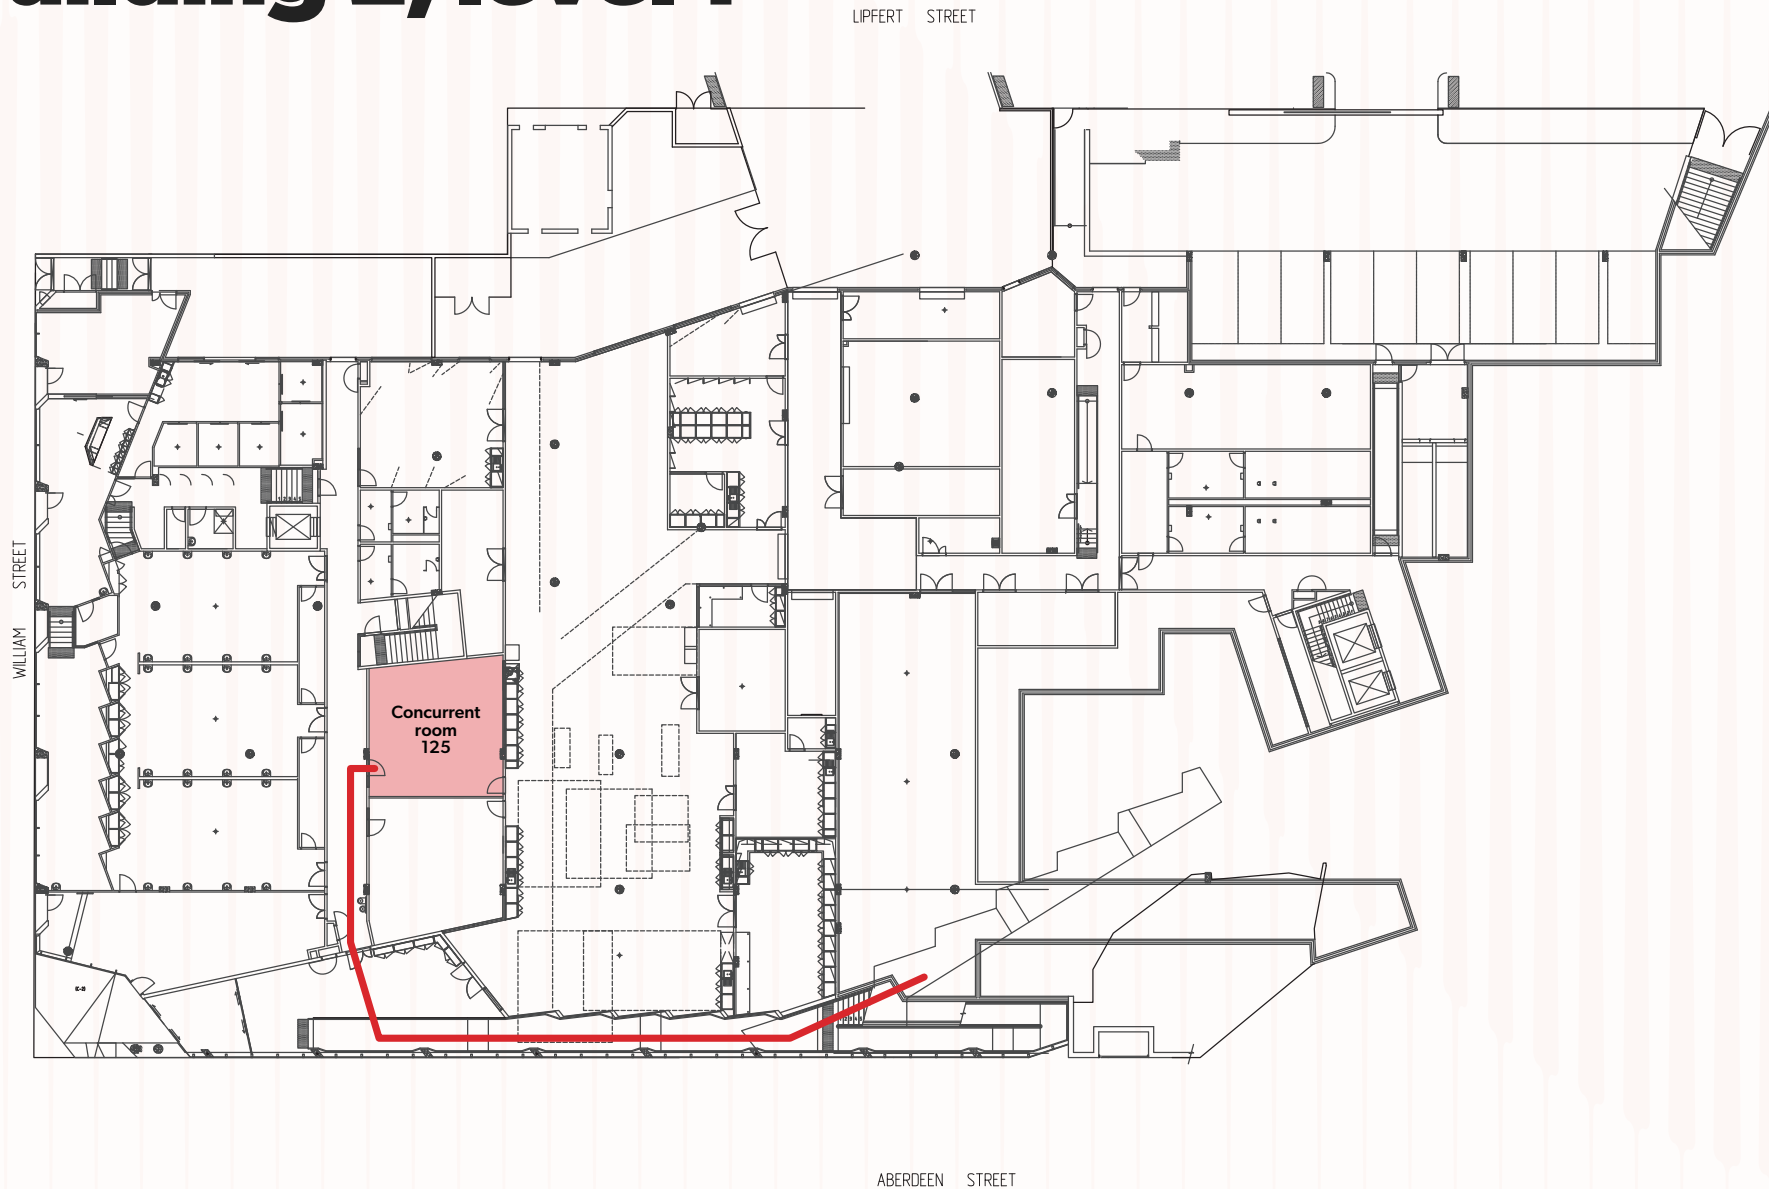 LIPFERT STREET
WILLIAM STREET
Concurrent
room
125
ABERDEEN STREET